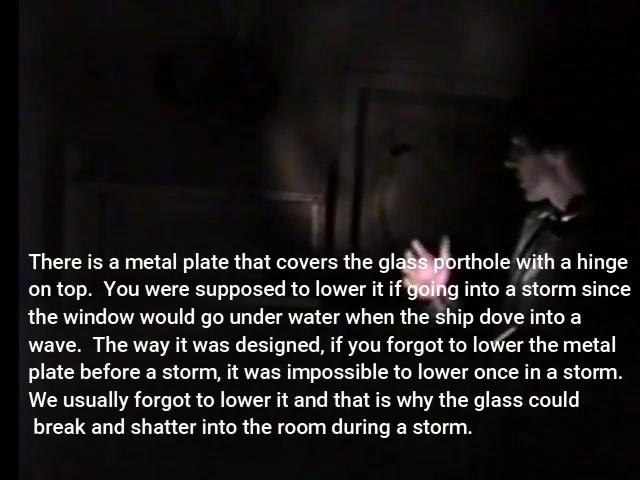 There is a metal plate that covers the glass porthole with a hinge
on top.  You were supposed to lower it if going into a storm since
the window would go under water when the ship dove into a
wave.  The way it was designed, if you forgot to lower the metal
plate before a storm, it was impossible to lower once in a storm.
We usually forgot to lower it and that is why the glass could
break and shatter into the room during a storm.